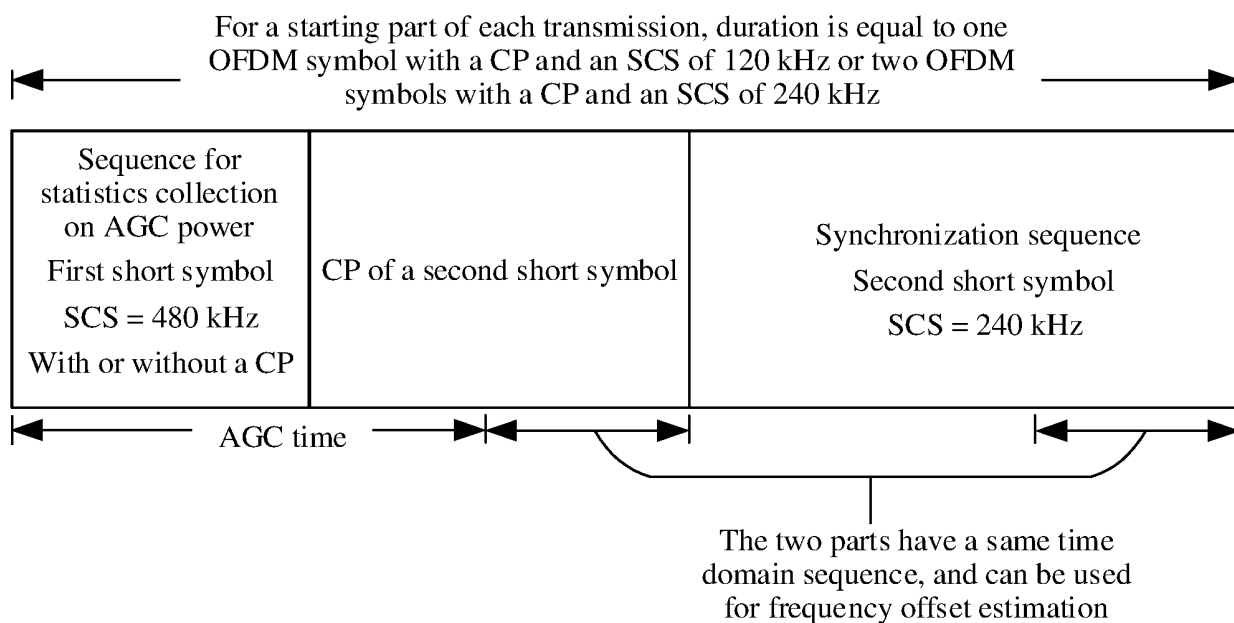 For a starting part of each transmission, duration is equal to one
OFDM symbol with a CP and an SCS of 120 kHz or two OFDM
symbols with a CP and an SCS of 240 kHz
Sequence for
statistics collection
on AGC power
First short symbol
SCS = 480 kHz
With or without a CP
CP of a second short symbol
Synchronization sequence
Second short symbol
SCS = 240 kHz
AGC time
The two parts have a same time
domain sequence, and can be used
for frequency offset estimation